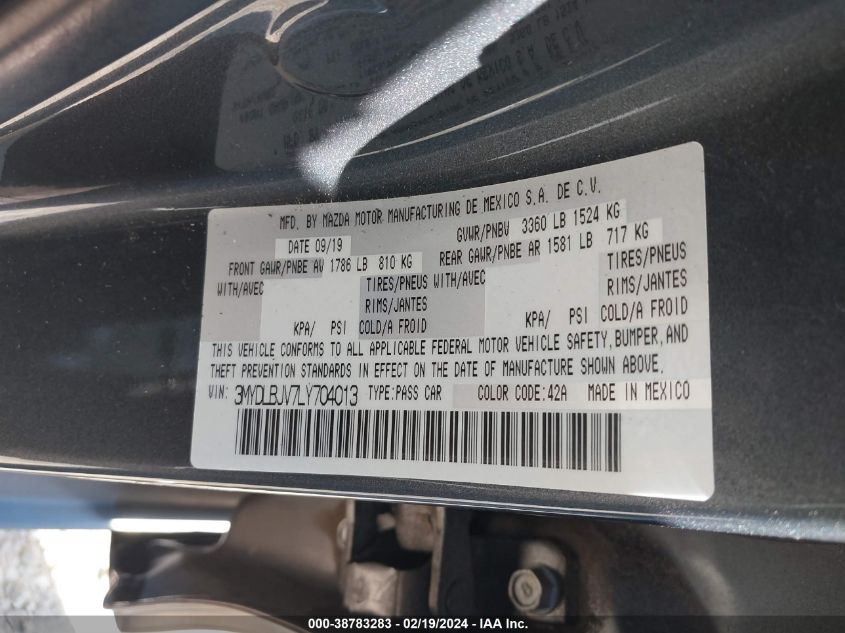 MFD. BY MAZDA MOTOR MANUFACTURING DE MEXICO S.A. DE C.V.
DATE 09/19 GVWR/PNBV 3360 LB 1524 KG
FRONT GAWR/PNBE AV 1786 LB 810 KG REAR GAWR/PNBE AR 1581 LB 717 KG
WITH/AVEC TIRES/PNEUS WITH/AVEC TIRES/PNEUS
RIMS/JANTES RIMS/JANTES
KPA/ PSI COLD/A FROID KPA/ PSI COLD/A FROID
THIS VEHICLE CONFORMS TO ALL APPLICABLE FEDERAL MOTOR VEHICLE SAFETY, BUMPER, AND
THEFT PREVENTION STANDARDS IN EFFECT ON THE DATE OF MANUFACTURE SHOWN ABOVE.
VIN: 3MYDLBJV7LY704013 TYPE:PASS CAR COLOR CODE:42A MADE IN MEXICO
000-38783283 - 02/19/2024 - IAA Inc.